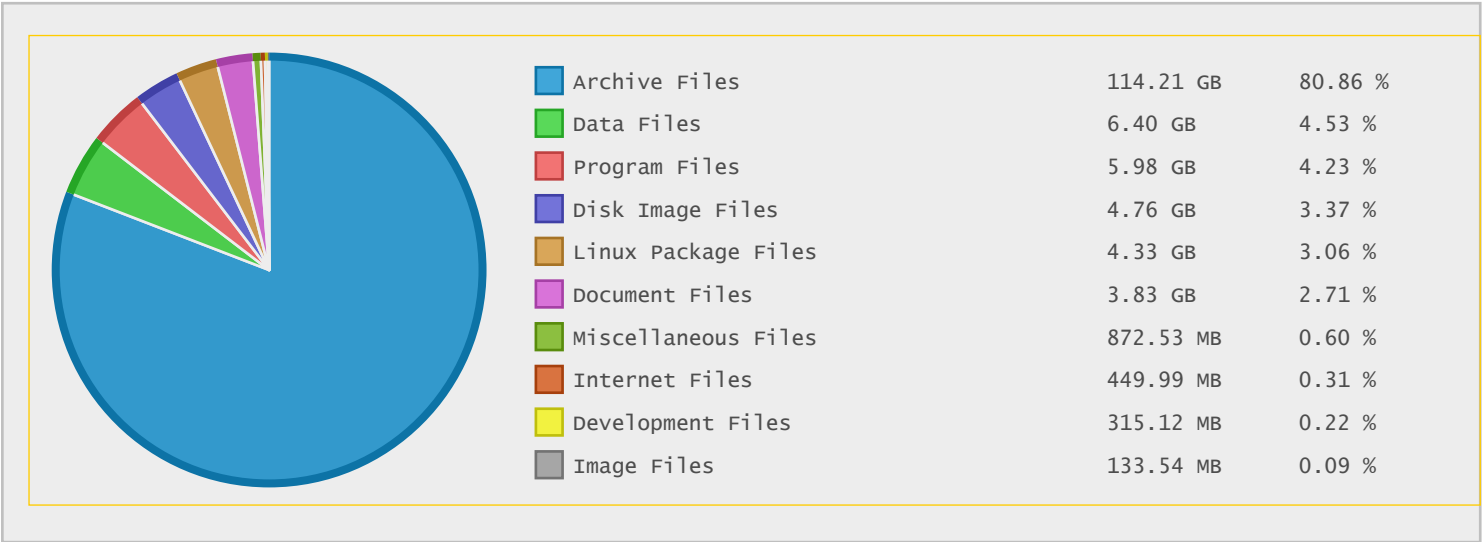 Archive Files 114.21 GB 80.86 %
Data Files 6.40 GB 4.53 %
Program Files 5.98 GB 4.23 %
Disk Image Files 4.76 GB 3.37 %
Linux Package Files 4.33 GB 3.06 %
Document Files 3.83 GB 2.71 %
Miscellaneous Files 872.53 MB 0.60 %
Internet Files 449.99 MB 0.31 %
Development Files 315.12 MB 0.22 %
Image Files 133.54 MB 0.09 %